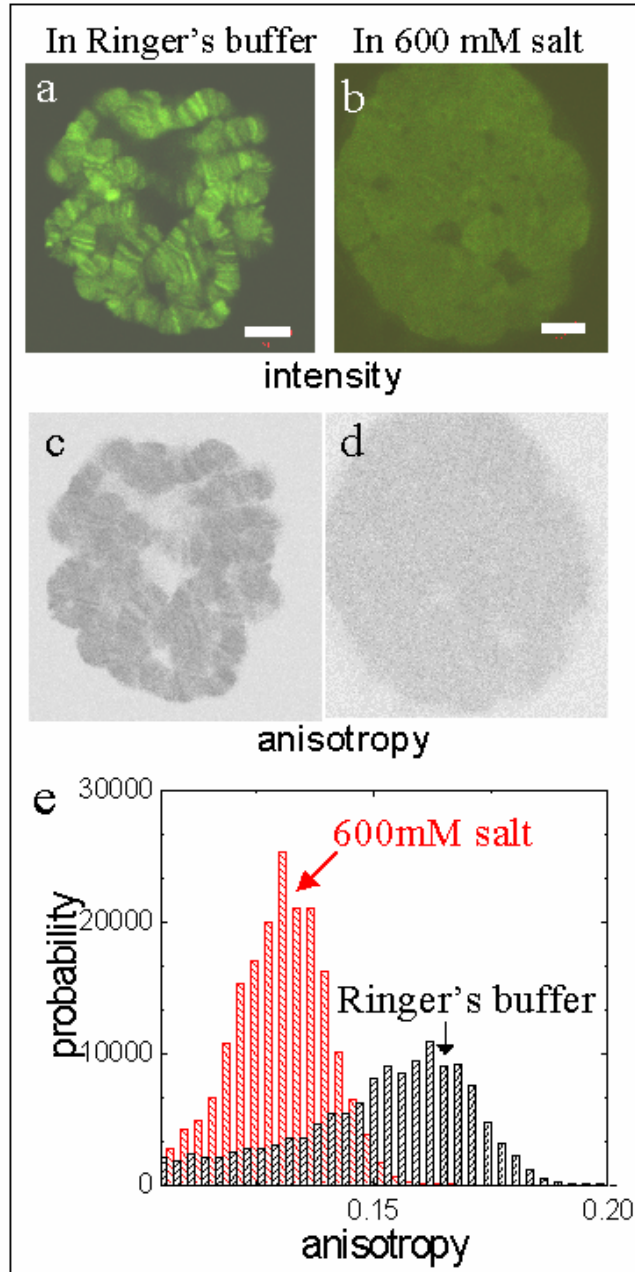 In Ringer's buffer
In 600 mM salt
a
b
intensity
c
d
anisotropy
e
30000
20000
10000
0
probability
600mM salt
Ringer's buffer
0.15
0.20
anisotropy